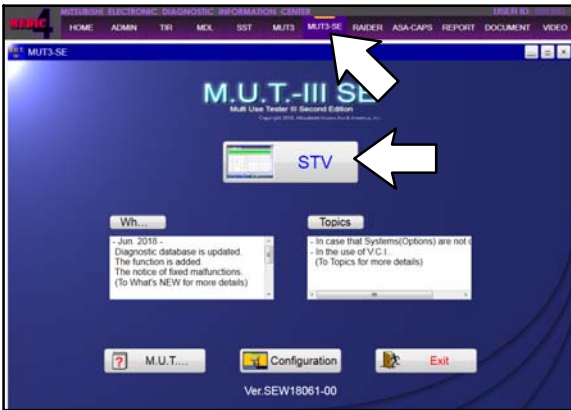 MEDIC 4
MITSUBISHI ELECTRONIC DIAGNOSTIC INFORMATION CENTER
USER ID
HOME ADMIN TIR MDL SST MUT3 MUT3-SE RAIDER ASA-CAPS REPORT DOCUMENT VIDEO
MUT3-SE
M.U.T.-III SE
Multi Use Tester III Second Edition
STV
Wh... Topics
- Jun. 2018 -
Diagnostic database is updated.
The function is added.
The notice of fixed malfunctions.
(To What's NEW for more details)
- In case that Systems(Options) are not
- In the use of V.C.I.
(To Topics for more details)
M.U.T.... Configuration Exit
Ver.SEW18061-00